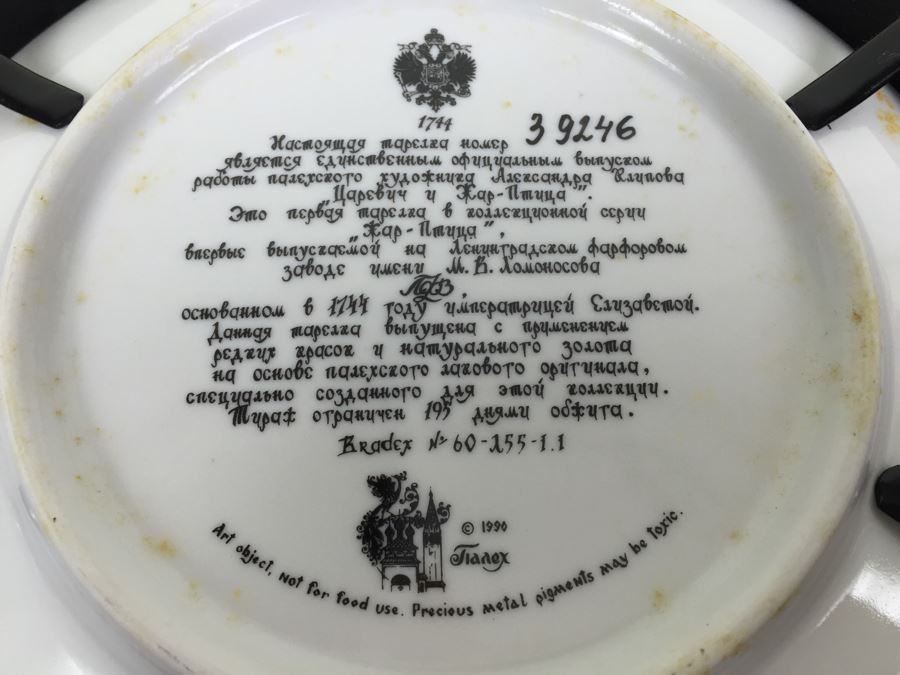 1744
Настоящая тарелка номер 39246
является единственным официальным выпуском
работы палехского художника Александра Клипова
"Царевич и Жар-Птица".
Это первая тарелка в коллекционной серии
"Жар-Птица",
впервые выпускаемой на Ленинградском фарфоровом
заводе имени М. В. Ломоносова
ЛФЗ
основанном в 1744 году императрицей Елизаветой.
Данная тарелка выпущена с применением
редких красок и натурального золота
на основе палехского лакового оригинала,
специально созданного для этой коллекции.
Тираж ограничен 195 днями обжига.
Bradex № 60-255-1.1
© 1990
Палех
Art object. Not for food use. Precious metal pigments may be toxic.